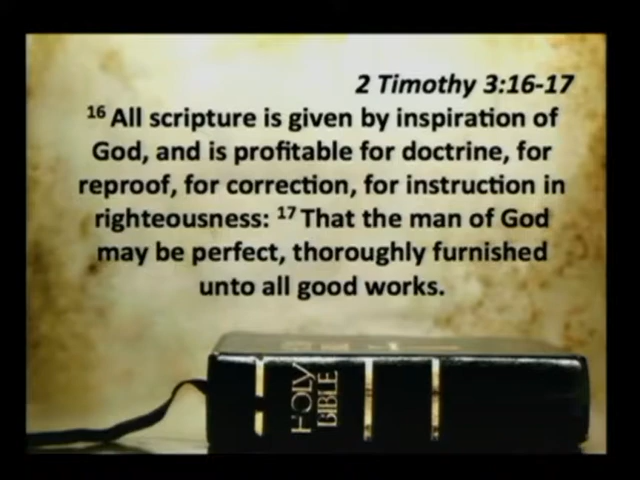 2 Timothy 3:16-17
16 All scripture is given by inspiration of
God, and is profitable for doctrine, for
reproof, for correction, for instruction in
righteousness: 17 That the man of God
may be perfect, thoroughly furnished
unto all good works.
HOLY
BIBLE